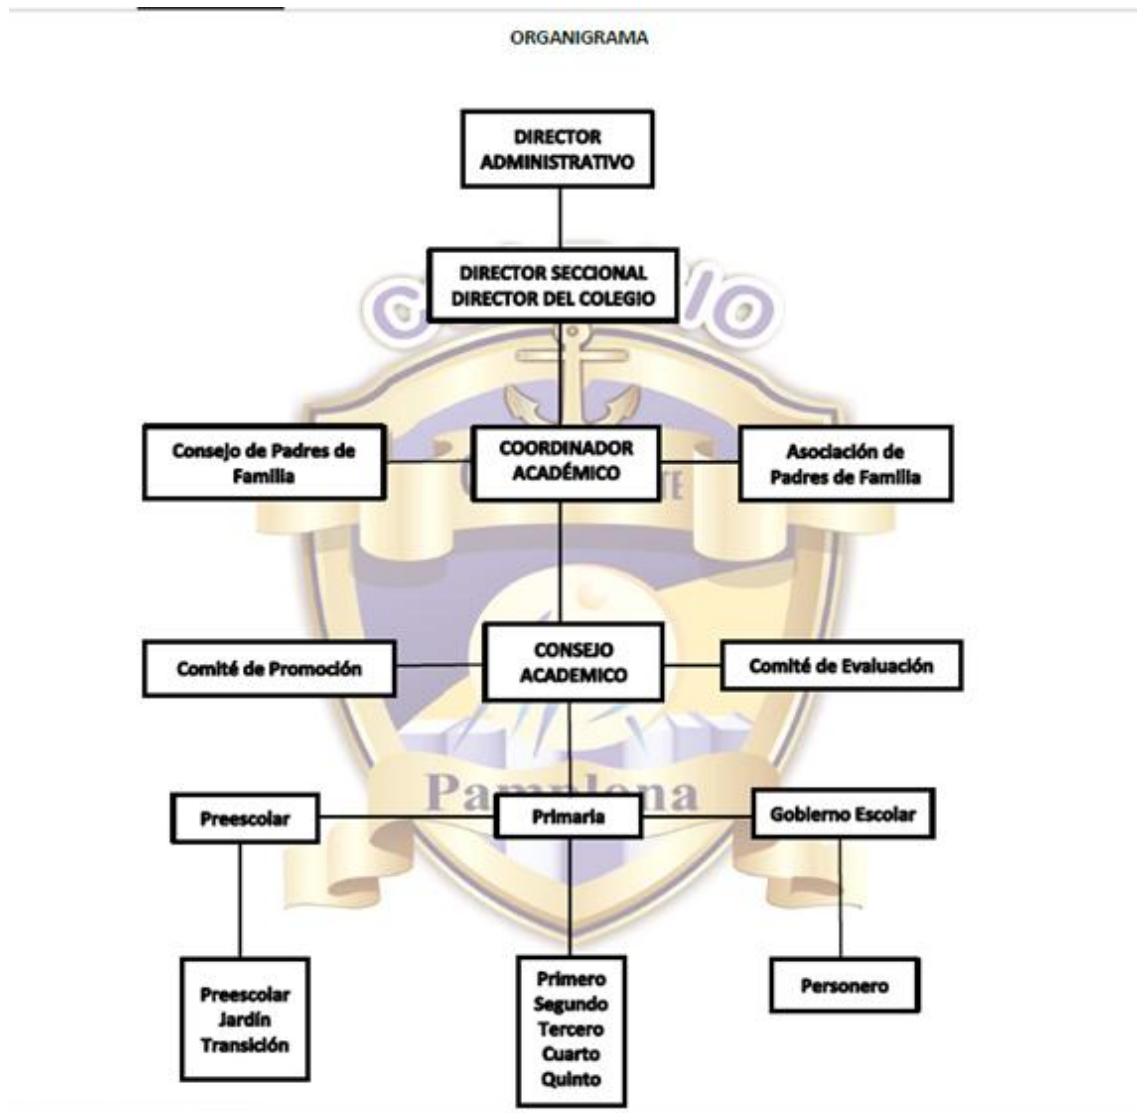 ORGANIGRAMA
DIRECTOR
ADMINISTRATIVO
DIRECTOR SECCIONAL
DIRECTOR DEL COLEGIO
Consejo de Padres de
Familia
COORDINADOR
ACADÉMICO
Asociación de
Padres de Familia
Comité de Promoción
CONSEJO
ACADEMICO
Comité de Evaluación
Pamplona
Preescolar
Primaria
Gobierno Escolar
Preescolar
Jardín
Transición
Primero
Segundo
Tercero
Cuarto
Quinto
Personero